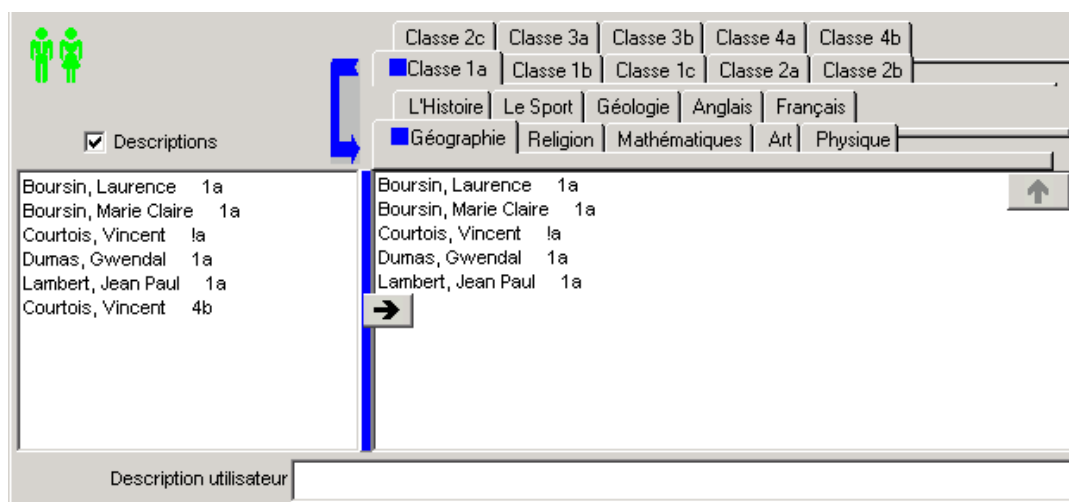 Classe 2c Classe 3a Classe 3b Classe 4a Classe 4b
Classe 1a Classe 1b Classe 1c Classe 2a Classe 2b
L'Histoire Le Sport Géologie Anglais Français
Descriptions
Géographie Religion Mathématiques Art Physique
Boursin, Laurence 1a
Boursin, Marie Claire 1a
Courtois, Vincent !a
Dumas, Gwendal 1a
Lambert, Jean Paul 1a
Courtois, Vincent 4b
Boursin, Laurence 1a
Boursin, Marie Claire 1a
Courtois, Vincent !a
Dumas, Gwendal 1a
Lambert, Jean Paul 1a
Description utilisateur